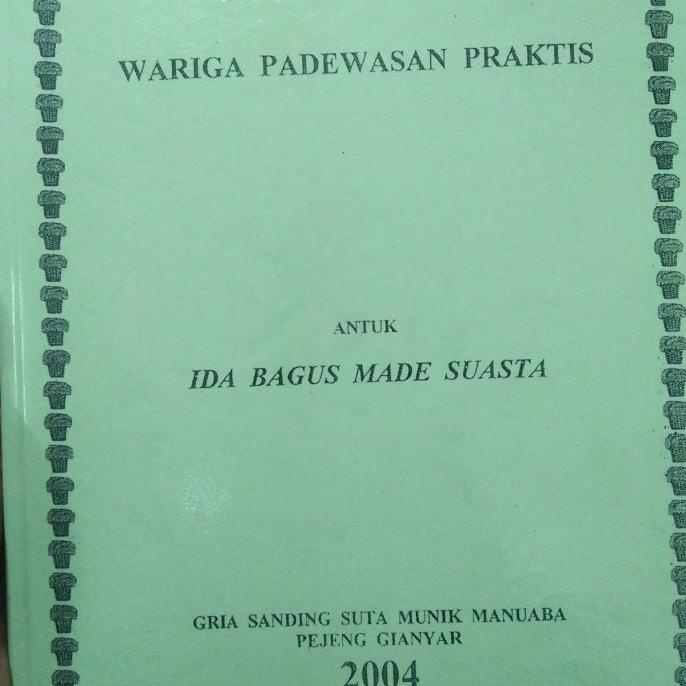 WARIGA PADEWASAN PRAKTIS
ANTUK
IDA BAGUS MADE SUASTA
GRIA SANDING SUTA MUNIK MANUABA
PEJENG GIANYAR
2004